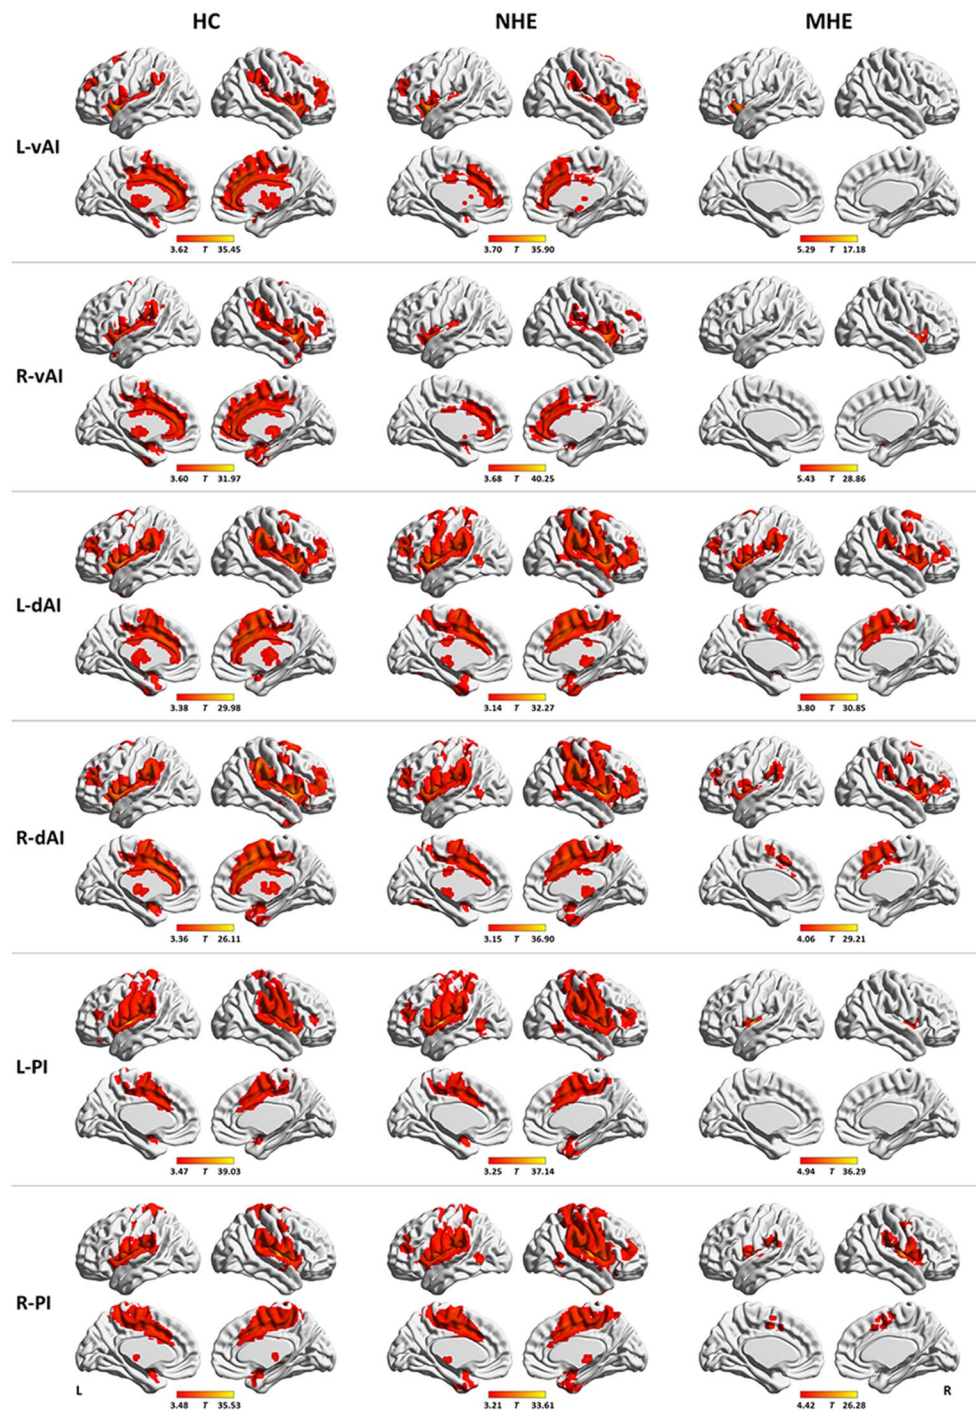 HC NHE MHE
L-vAI
3.62 T 35.45 3.70 T 35.90 5.29 T 17.18
R-vAI
3.60 T 31.97 3.68 T 40.25 5.43 T 28.86
L-dAI
3.38 T 29.98 3.14 T 32.27 3.80 T 30.85
R-dAI
3.36 T 26.11 3.15 T 36.90 4.06 T 29.21
L-PI
3.47 T 39.03 3.25 T 37.14 4.94 T 36.29
R-PI
L R
3.48 T 35.53 3.21 T 33.61 4.42 T 26.28